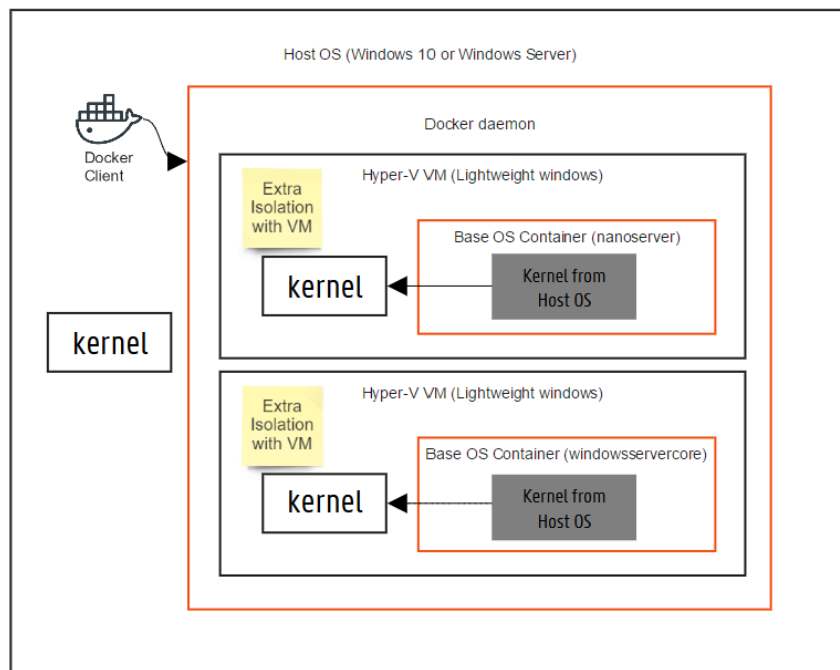 Host OS (Windows 10 or Windows Server)
Docker
Client
Docker daemon
Hyper-V VM (Lightweight windows)
Extra
Isolation
with VM
Base OS Container (nanoserver)
kernel
Kernel from
Host OS
kernel
Hyper-V VM (Lightweight windows)
Extra
Isolation
with VM
Base OS Container (windowsservercore)
kernel
Kernel from
Host OS